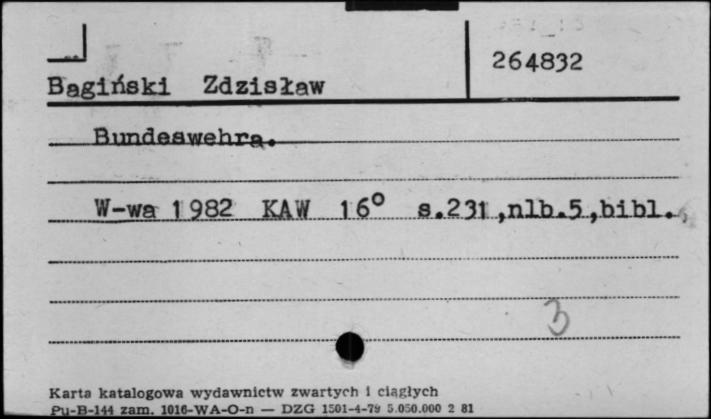 264832
Bagiński Zdzisław
Bundeswehra.
W-wa 1982 KAW 16° s.231,nlb.5,bibl.
3
Karta katalogowa wydawnictw zwartych i ciągłych
Pu-B-144 zam. 1016-WA-O-n — DZG 1501-4-79 5.050.000 2 81